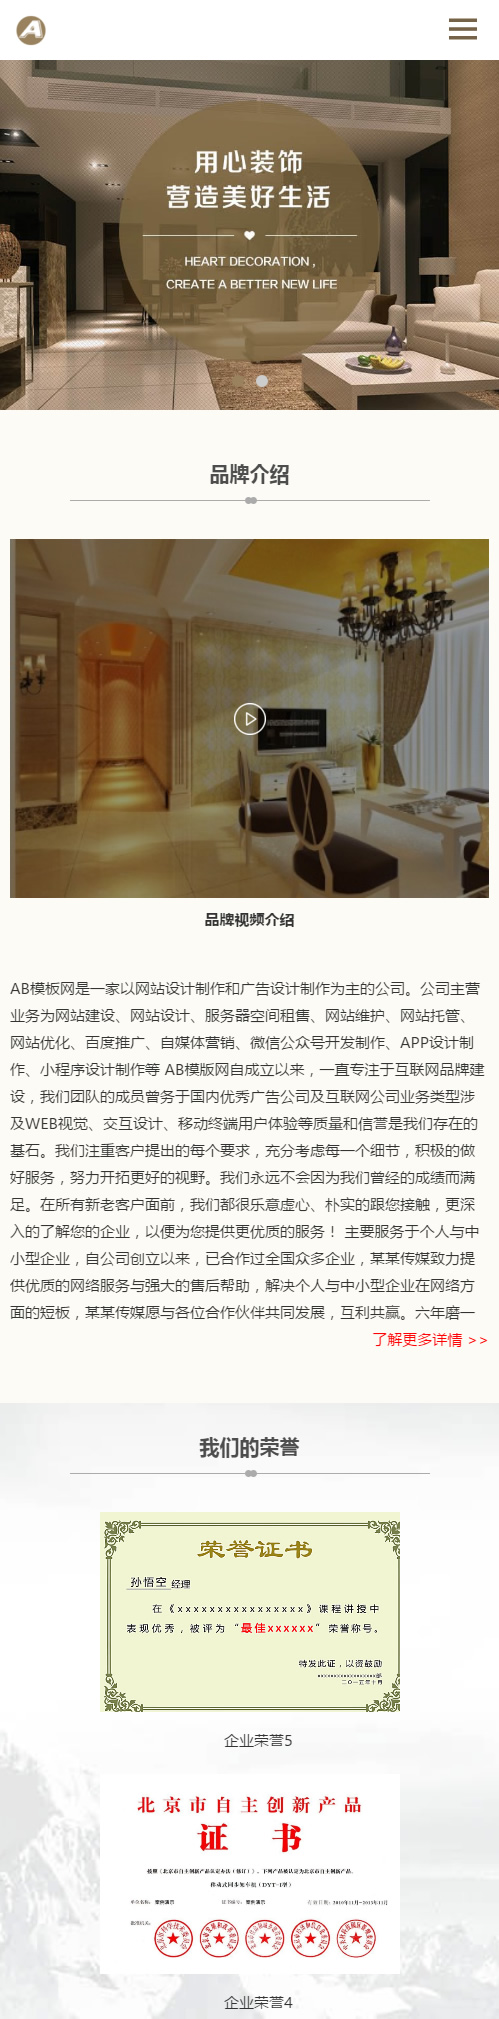 A
用心装饰
营造美好生活
HEART DECORATION ,
CREATE A BETTER NEW LIFE
品牌介绍
品牌视频介绍
AB模板网是一家以网站设计制作和广告设计制作为主的公司。公司主营
业务为网站建设、网站设计、服务器空间租售、网站维护、网站托管、
网站优化、百度推广、自媒体营销、微信公众号开发制作、APP设计制
作、小程序设计制作等 AB模版网自成立以来，一直专注于互联网品牌建
设，我们团队的成员曾务于国内优秀广告公司及互联网公司业务类型涉
及WEB视觉、交互设计、移动终端用户体验等质量和信誉是我们存在的
基石。我们注重客户提出的每个要求，充分考虑每一个细节，积极的做
好服务，努力开拓更好的视野。我们永远不会因为我们曾经的成绩而满
足。在所有新老客户面前，我们都很乐意虚心、朴实的跟您接触，更深
入的了解您的企业，以便为您提供更优质的服务！ 主要服务于个人与中
小型企业，自公司创立以来，已合作过全国众多企业，某某传媒致力提
供优质的网络服务与强大的售后帮助，解决个人与中小型企业在网络方
面的短板，某某传媒愿与各位合作伙伴共同发展，互利共赢。六年磨一
了解更多详情 >>
我们的荣誉
荣誉证书
孙悟空 经理
在《xxxxxxxxxxxxxxxx》课程讲授中
表现优秀，被评为“最佳xxxxxx”荣誉称号。
特发此证，以资鼓励
二〇一五年十月
企业荣誉5
北京市自主创新产品
证 书
企业荣誉4